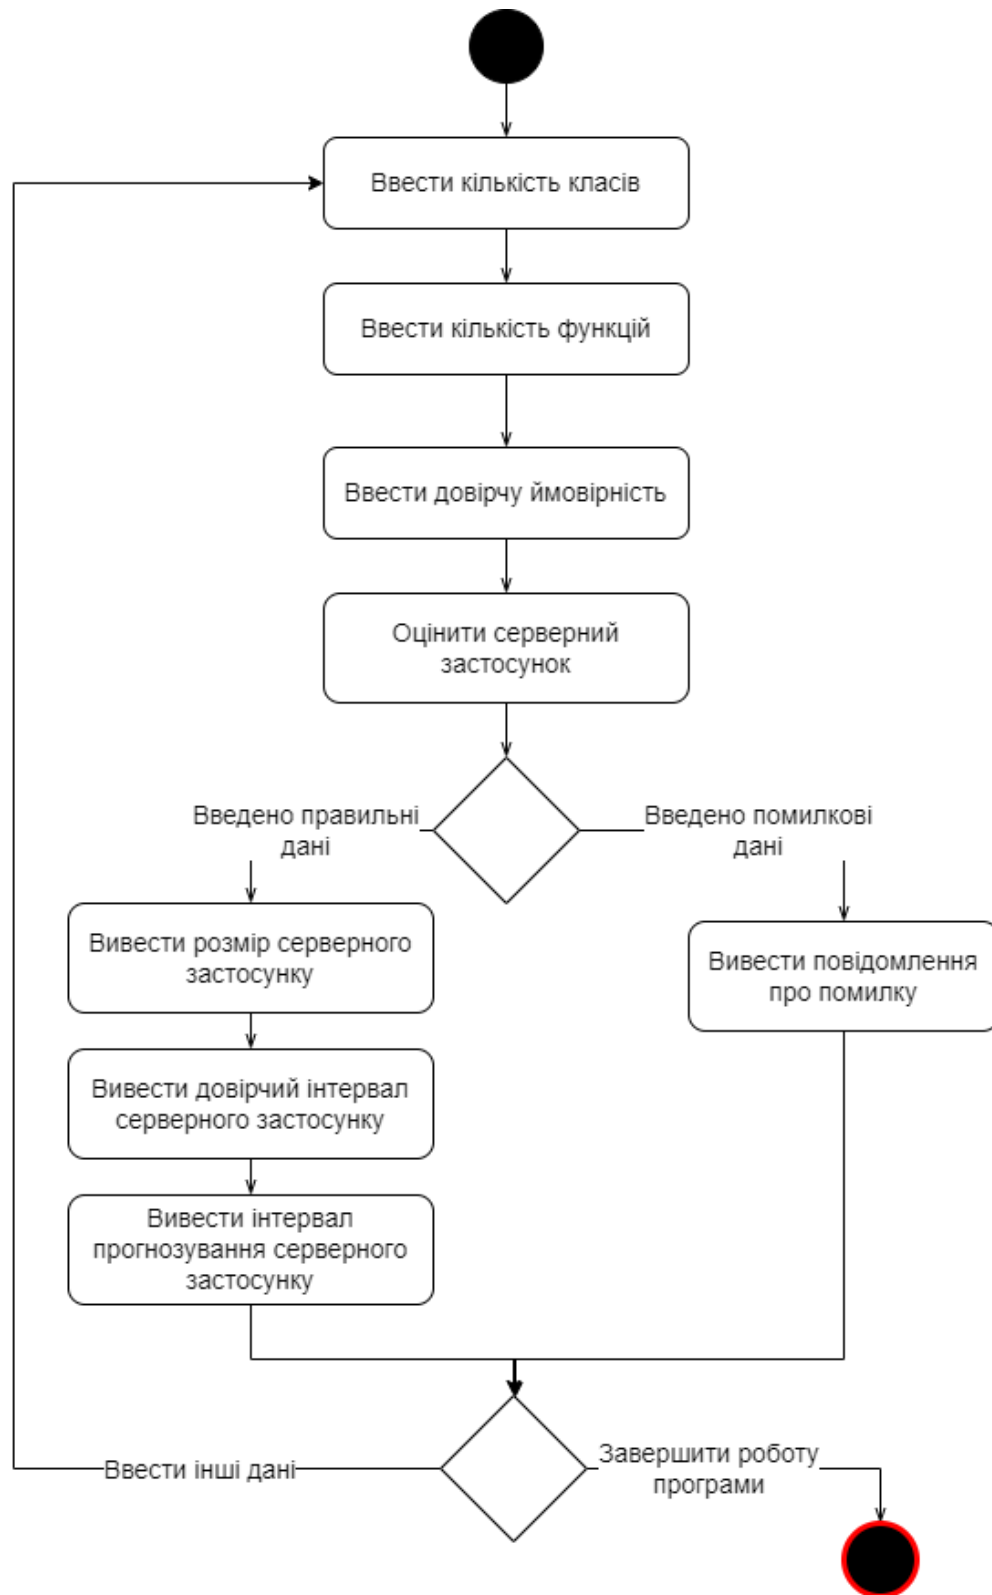 Ввести кількість класів
Ввести кількість функцій
Ввести довірчу ймовірність
Оцінити серверний
застосунок
Введено правильні
дані
Введено помилкові
дані
Вивести розмір серверного
застосунку
Вивести повідомлення
про помилку
Вивести довірчий інтервал
серверного застосунку
Вивести інтервал
прогнозування серверного
застосунку
Ввести інші дані
Завершити роботу
програми